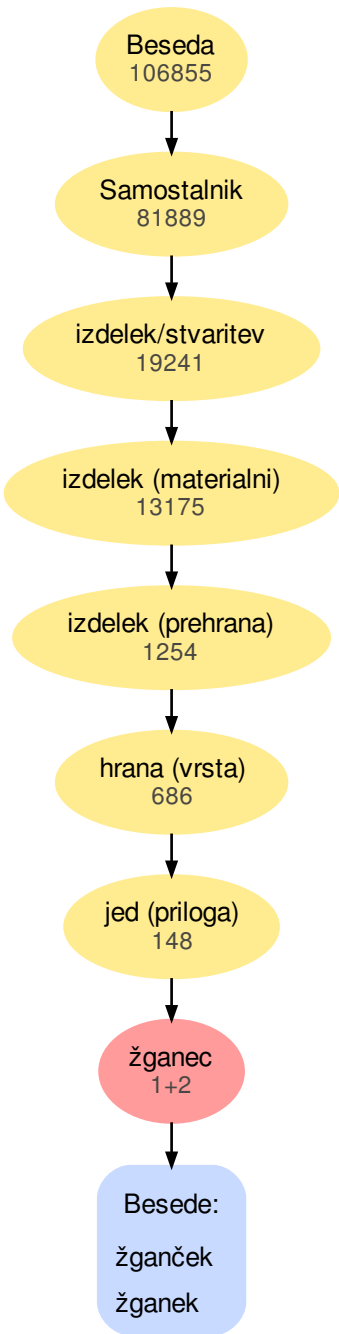 Beseda
106855
Samostalnik
81889
izdelek/stvaritev
19241
izdelek (materialni)
13175
izdelek (prehrana)
1254
hrana (vrsta)
686
jed (priloga)
148
žganec
1+2
Besede:
žganček
žganek